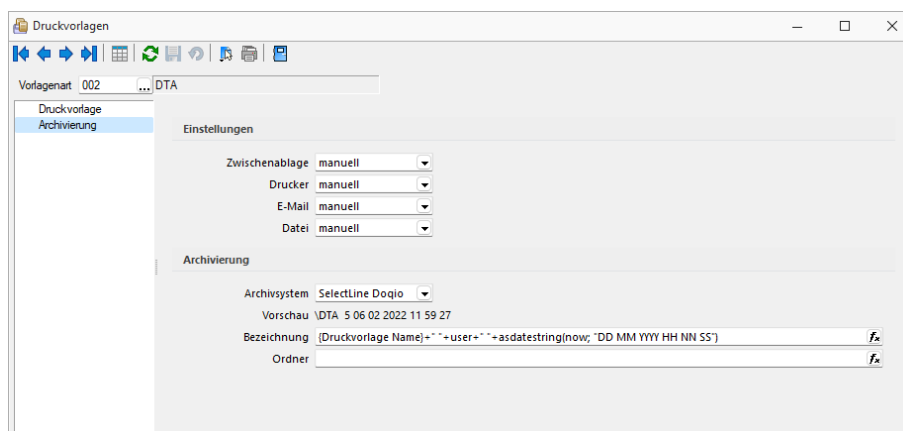 Druckvorlagen
Vorlagenart 002 ... DTA
Druckvorlage
Archivierung
Einstellungen
Zwischenablage manuell
Drucker manuell
E-Mail manuell
Datei manuell
Archivierung
Archivsystem SelectLine Doqio
Vorschau \DTA 5 06 02 2022 11 59 27
Bezeichnung {Druckvorlage Name}+" "+user+" "+asdatestring(now; "DD MM YYYY HH NN SS") fx
Ordner fx